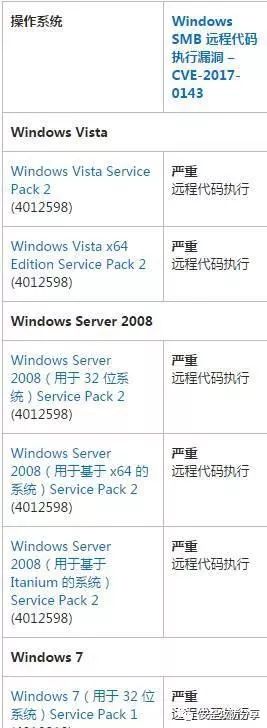 操作系统
Windows
SMB 远程代码
执行漏洞 –
CVE-2017-
0143
Windows Vista
Windows Vista Service
Pack 2
(4012598)
严重
远程代码执行
Windows Vista x64
Edition Service Pack 2
(4012598)
严重
远程代码执行
Windows Server 2008
Windows Server
2008（用于 32 位系
统）Service Pack 2
(4012598)
严重
远程代码执行
Windows Server
2008（用于基于 x64 的
系统）Service Pack 2
(4012598)
严重
远程代码执行
Windows Server
2008（用于基于
Itanium 的系统）
Service Pack 2
(4012598)
严重
远程代码执行
Windows 7
Windows 7（用于 32 位
系统）Service Pack 1
严重